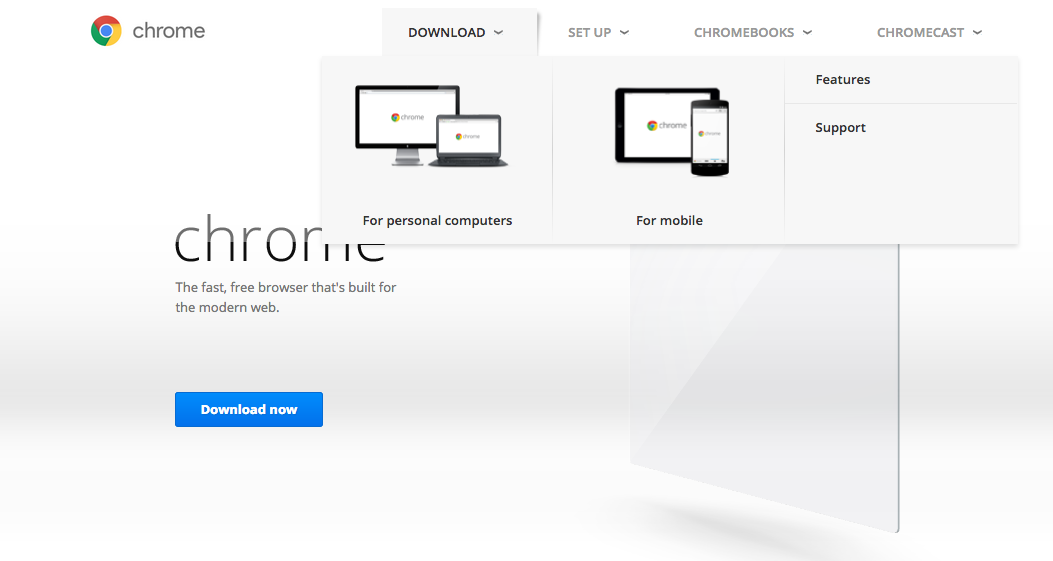 chrome
DOWNLOAD
SET UP
CHROMEBOOKS
CHROMECAST
chrome
chrome
For personal computers
chrome
chrome
For mobile
Features
Support
chrome
The fast, free browser that's built for
the modern web.
Download now